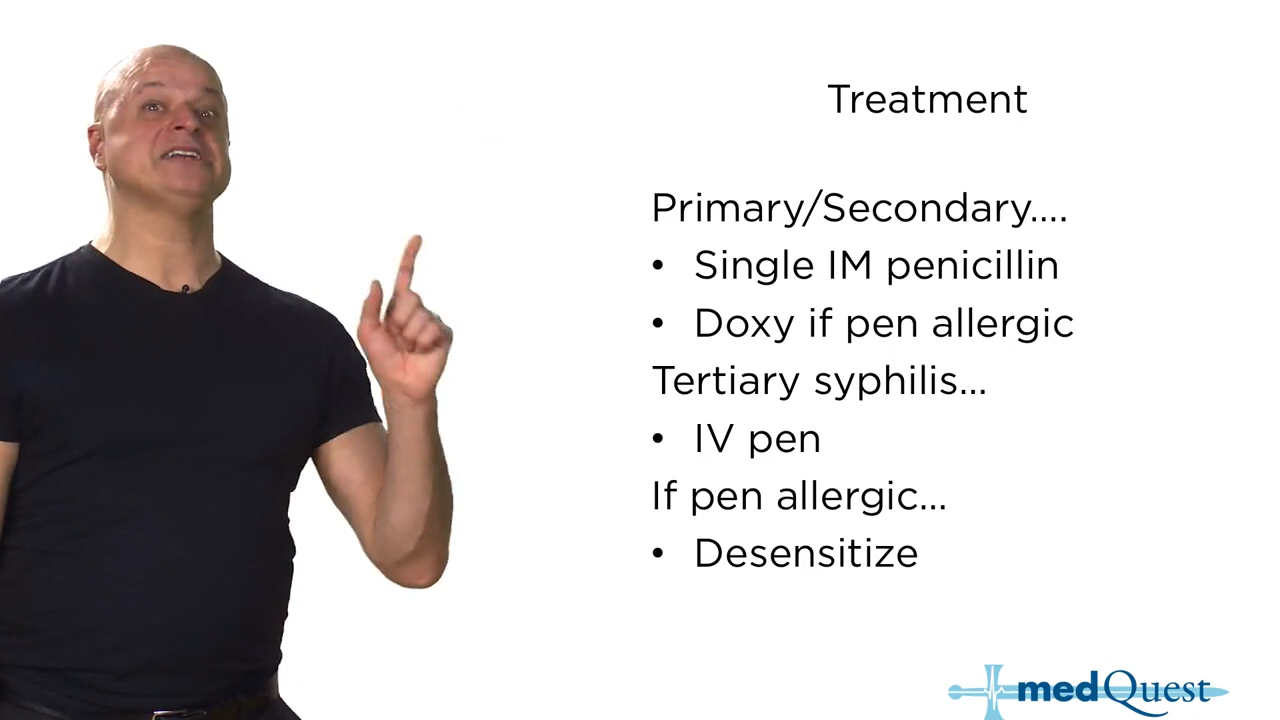 Treatment
Primary/Secondary....
• Single IM penicillin
• Doxy if pen allergic
Tertiary syphilis...
• IV pen
If pen allergic...
• Desensitize
medQuest